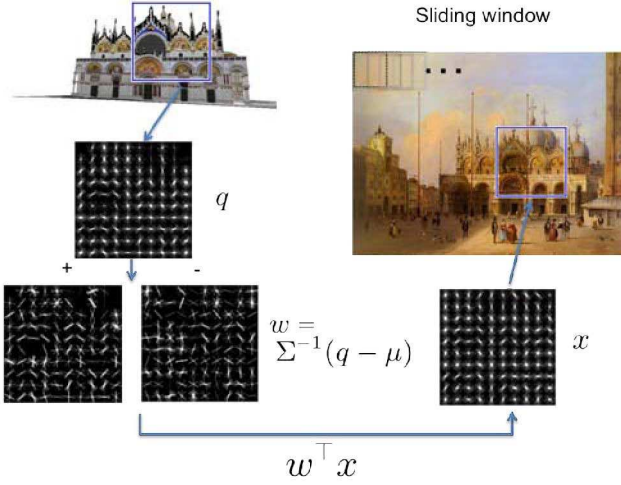 Sliding window
q
+ -
w =
Σ⁻¹(q − μ)
x
w⊤x